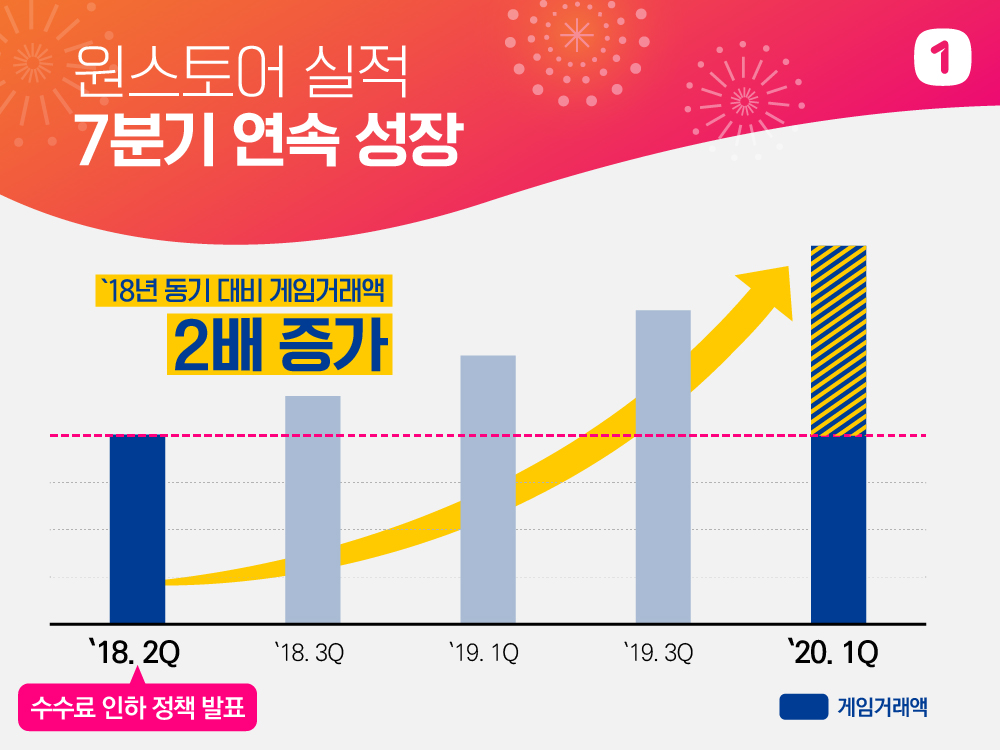 원스토어 실적
7분기 연속 성장
1
`18년 동기 대비 게임거래액
2배 증가
`18. 2Q
`18. 3Q
`19. 1Q
`19. 3Q
`20. 1Q
수수료 인하 정책 발표
게임거래액